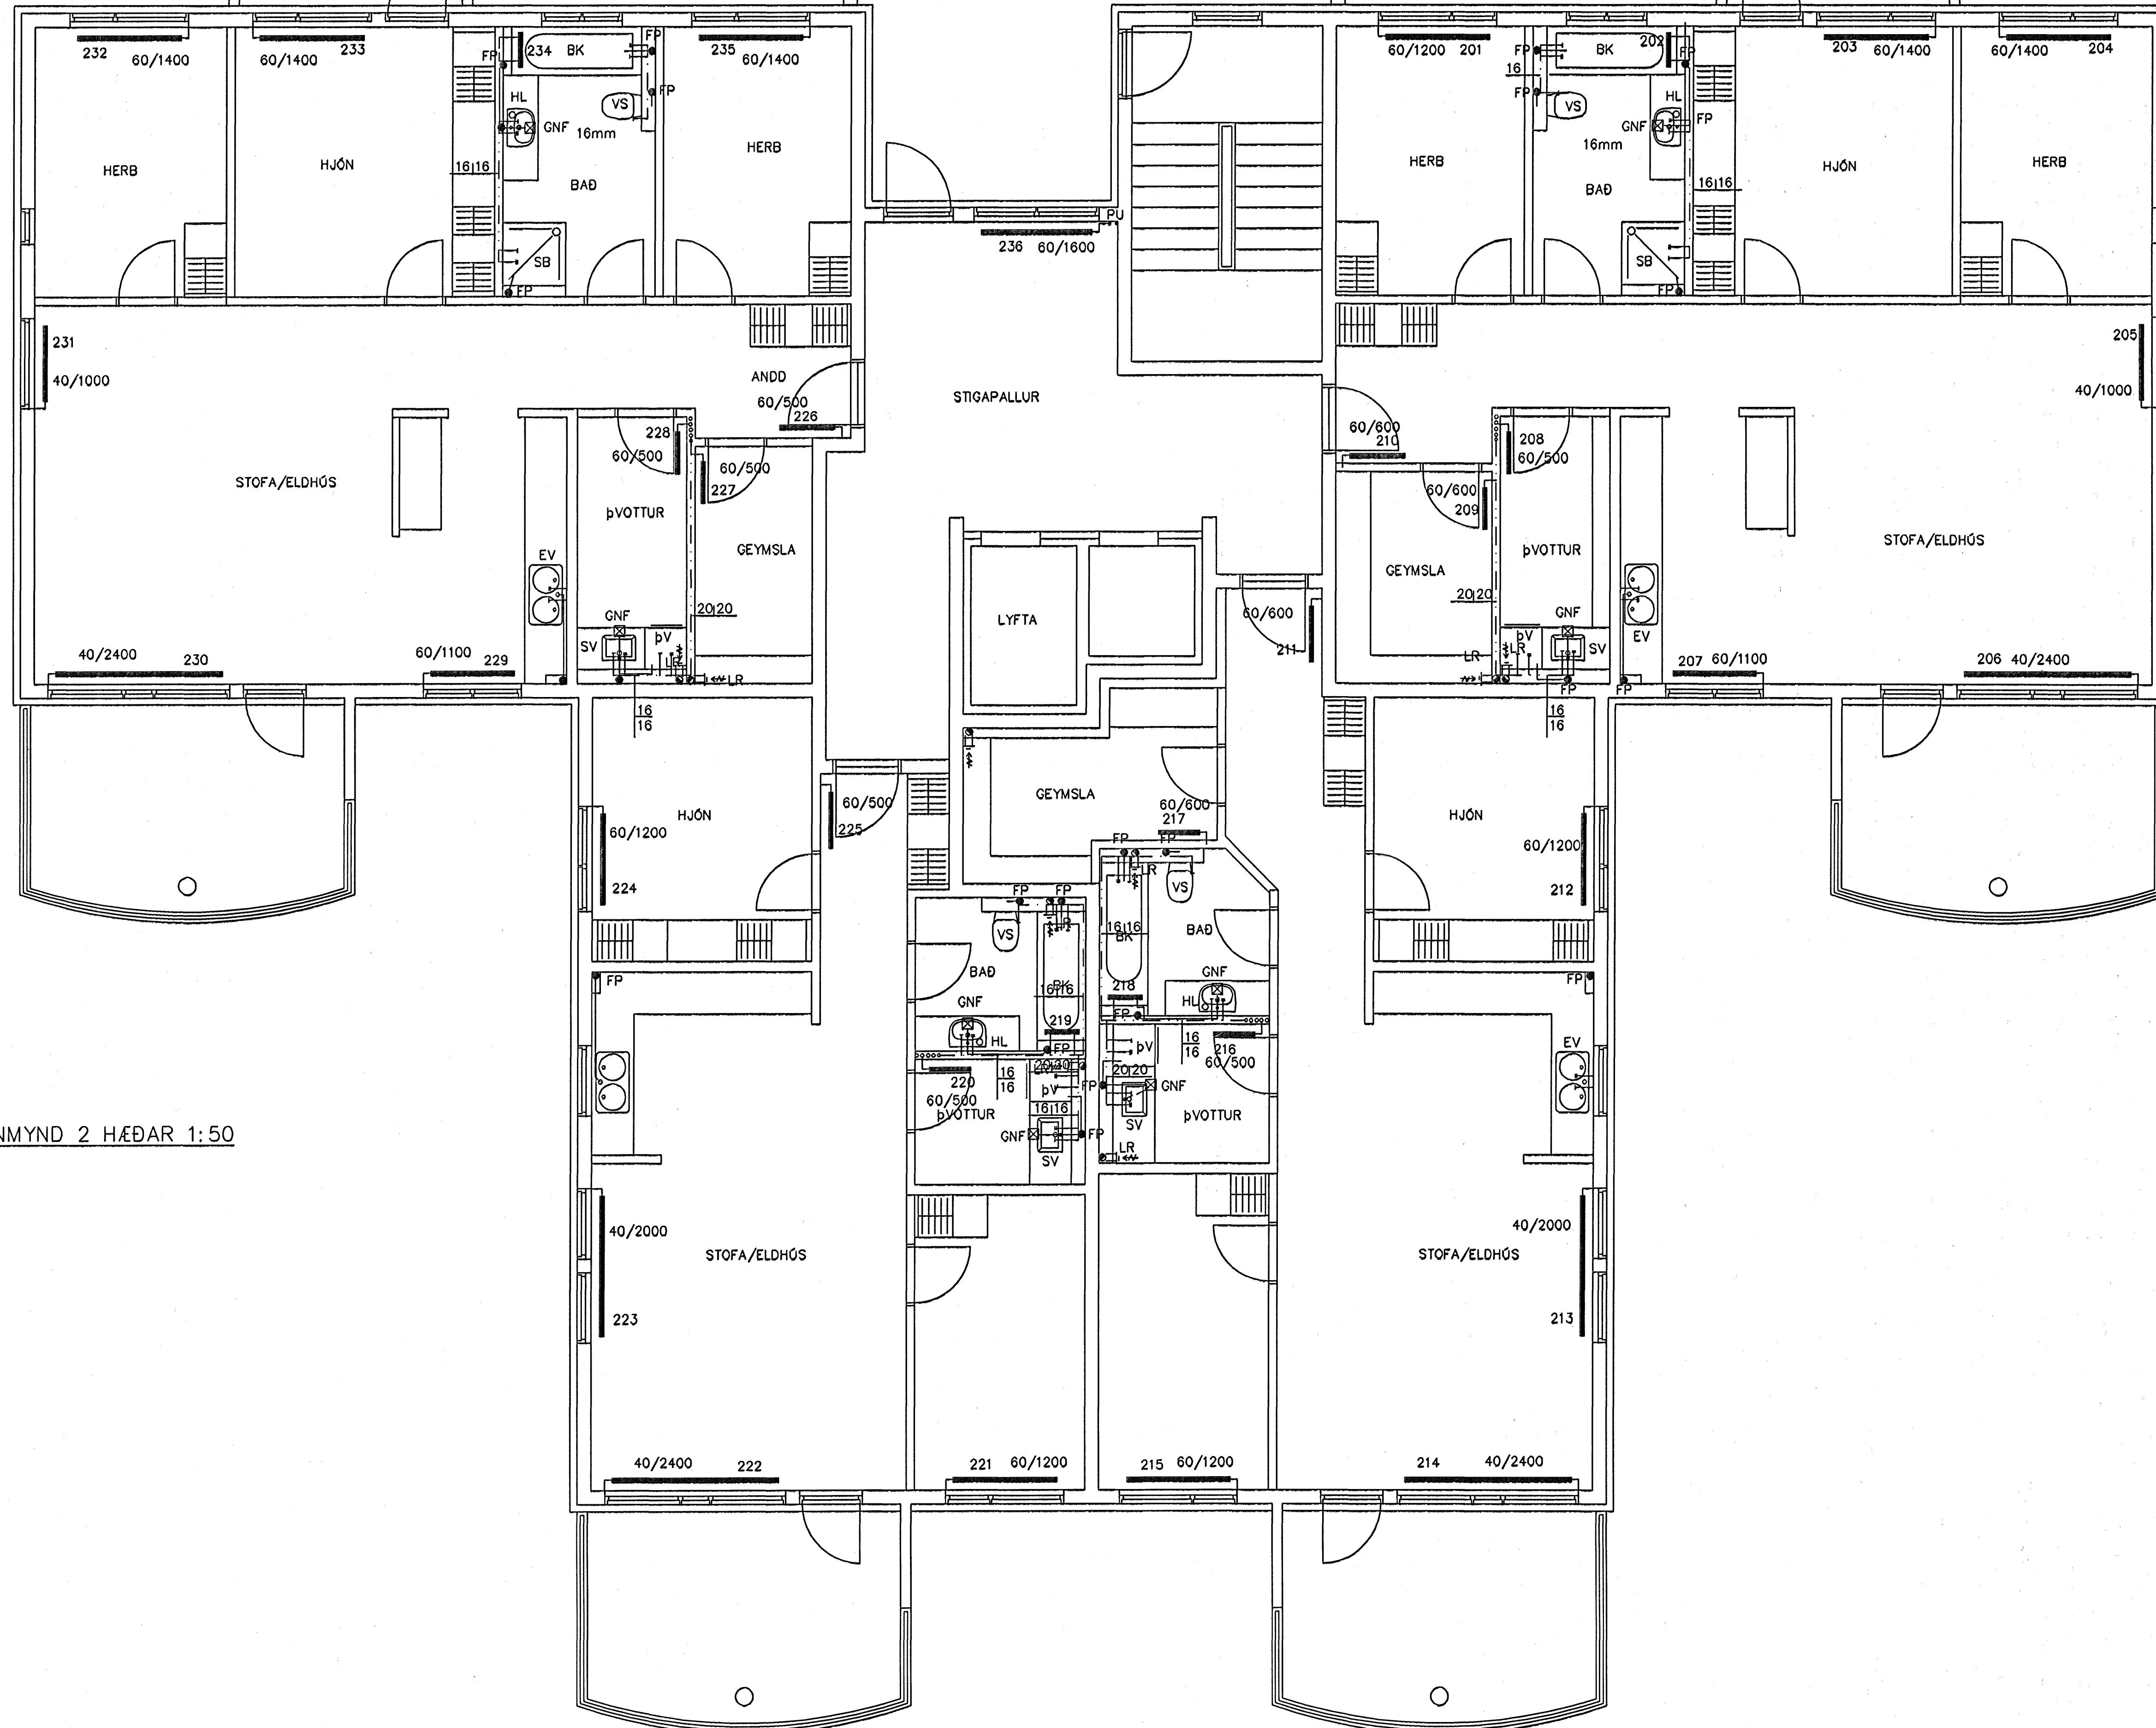 232 60/1400
60/1400 233
FP 234 BK FP
235 60/1400
60/1200 201
FP BK 202 FP
203 60/1400
60/1400 204
HL VS FP
GNF 16mm
16
FP VS HL
FP
GNF
16mm
HERB
HJÓN
16|16
BAÐ
HERB
HERB
BAÐ
16|16
HJÓN
HERB
PU
236 60/1600
SB
FP
SB
FP
231
40/1000
ANDD
60/500
226
STIGAPALLUR
205
40/1000
228
60/500
60/500
227
60/600
210
208
60/500
60/600
209
STOFA/ELDHÚS
ÞVOTTUR
GEYMSLA
EV
GEYMSLA
ÞVOTTUR
STOFA/ELDHÚS
20|20
20|20
LYFTA
60/600
211
GNF
SV ÞV
LR
LR
GNF
ÞV SV
LR
LR
EV
FP
FP
40/2400 230
60/1100 229
207 60/1100
206 40/2400
16
16
16
16
HJÓN
60/1200
224
60/500
225
GEYMSLA
60/600
217
HJÓN
60/1200
212
FP FP
LR
VS
FP FP
VS
LR
16|16
BK
BAÐ
BAÐ
GNF
BK
16|16
GNF
218
HL
FP
219
HL
FP
FP
FP
220
60/500
ÞVOTTUR
16
16
20|20
LR
ÞV
16|16
GNF
FP
SV
ÞV
16
16
216
60/500
20|20
FP
GNF
SV
ÞVOTTUR
LR
EV
NMYND 2 HÆÐAR 1:50
40/2000
223
STOFA/ELDHÚS
STOFA/ELDHÚS
40/2000
213
40/2400 222
221 60/1200
215 60/1200
214 40/2400